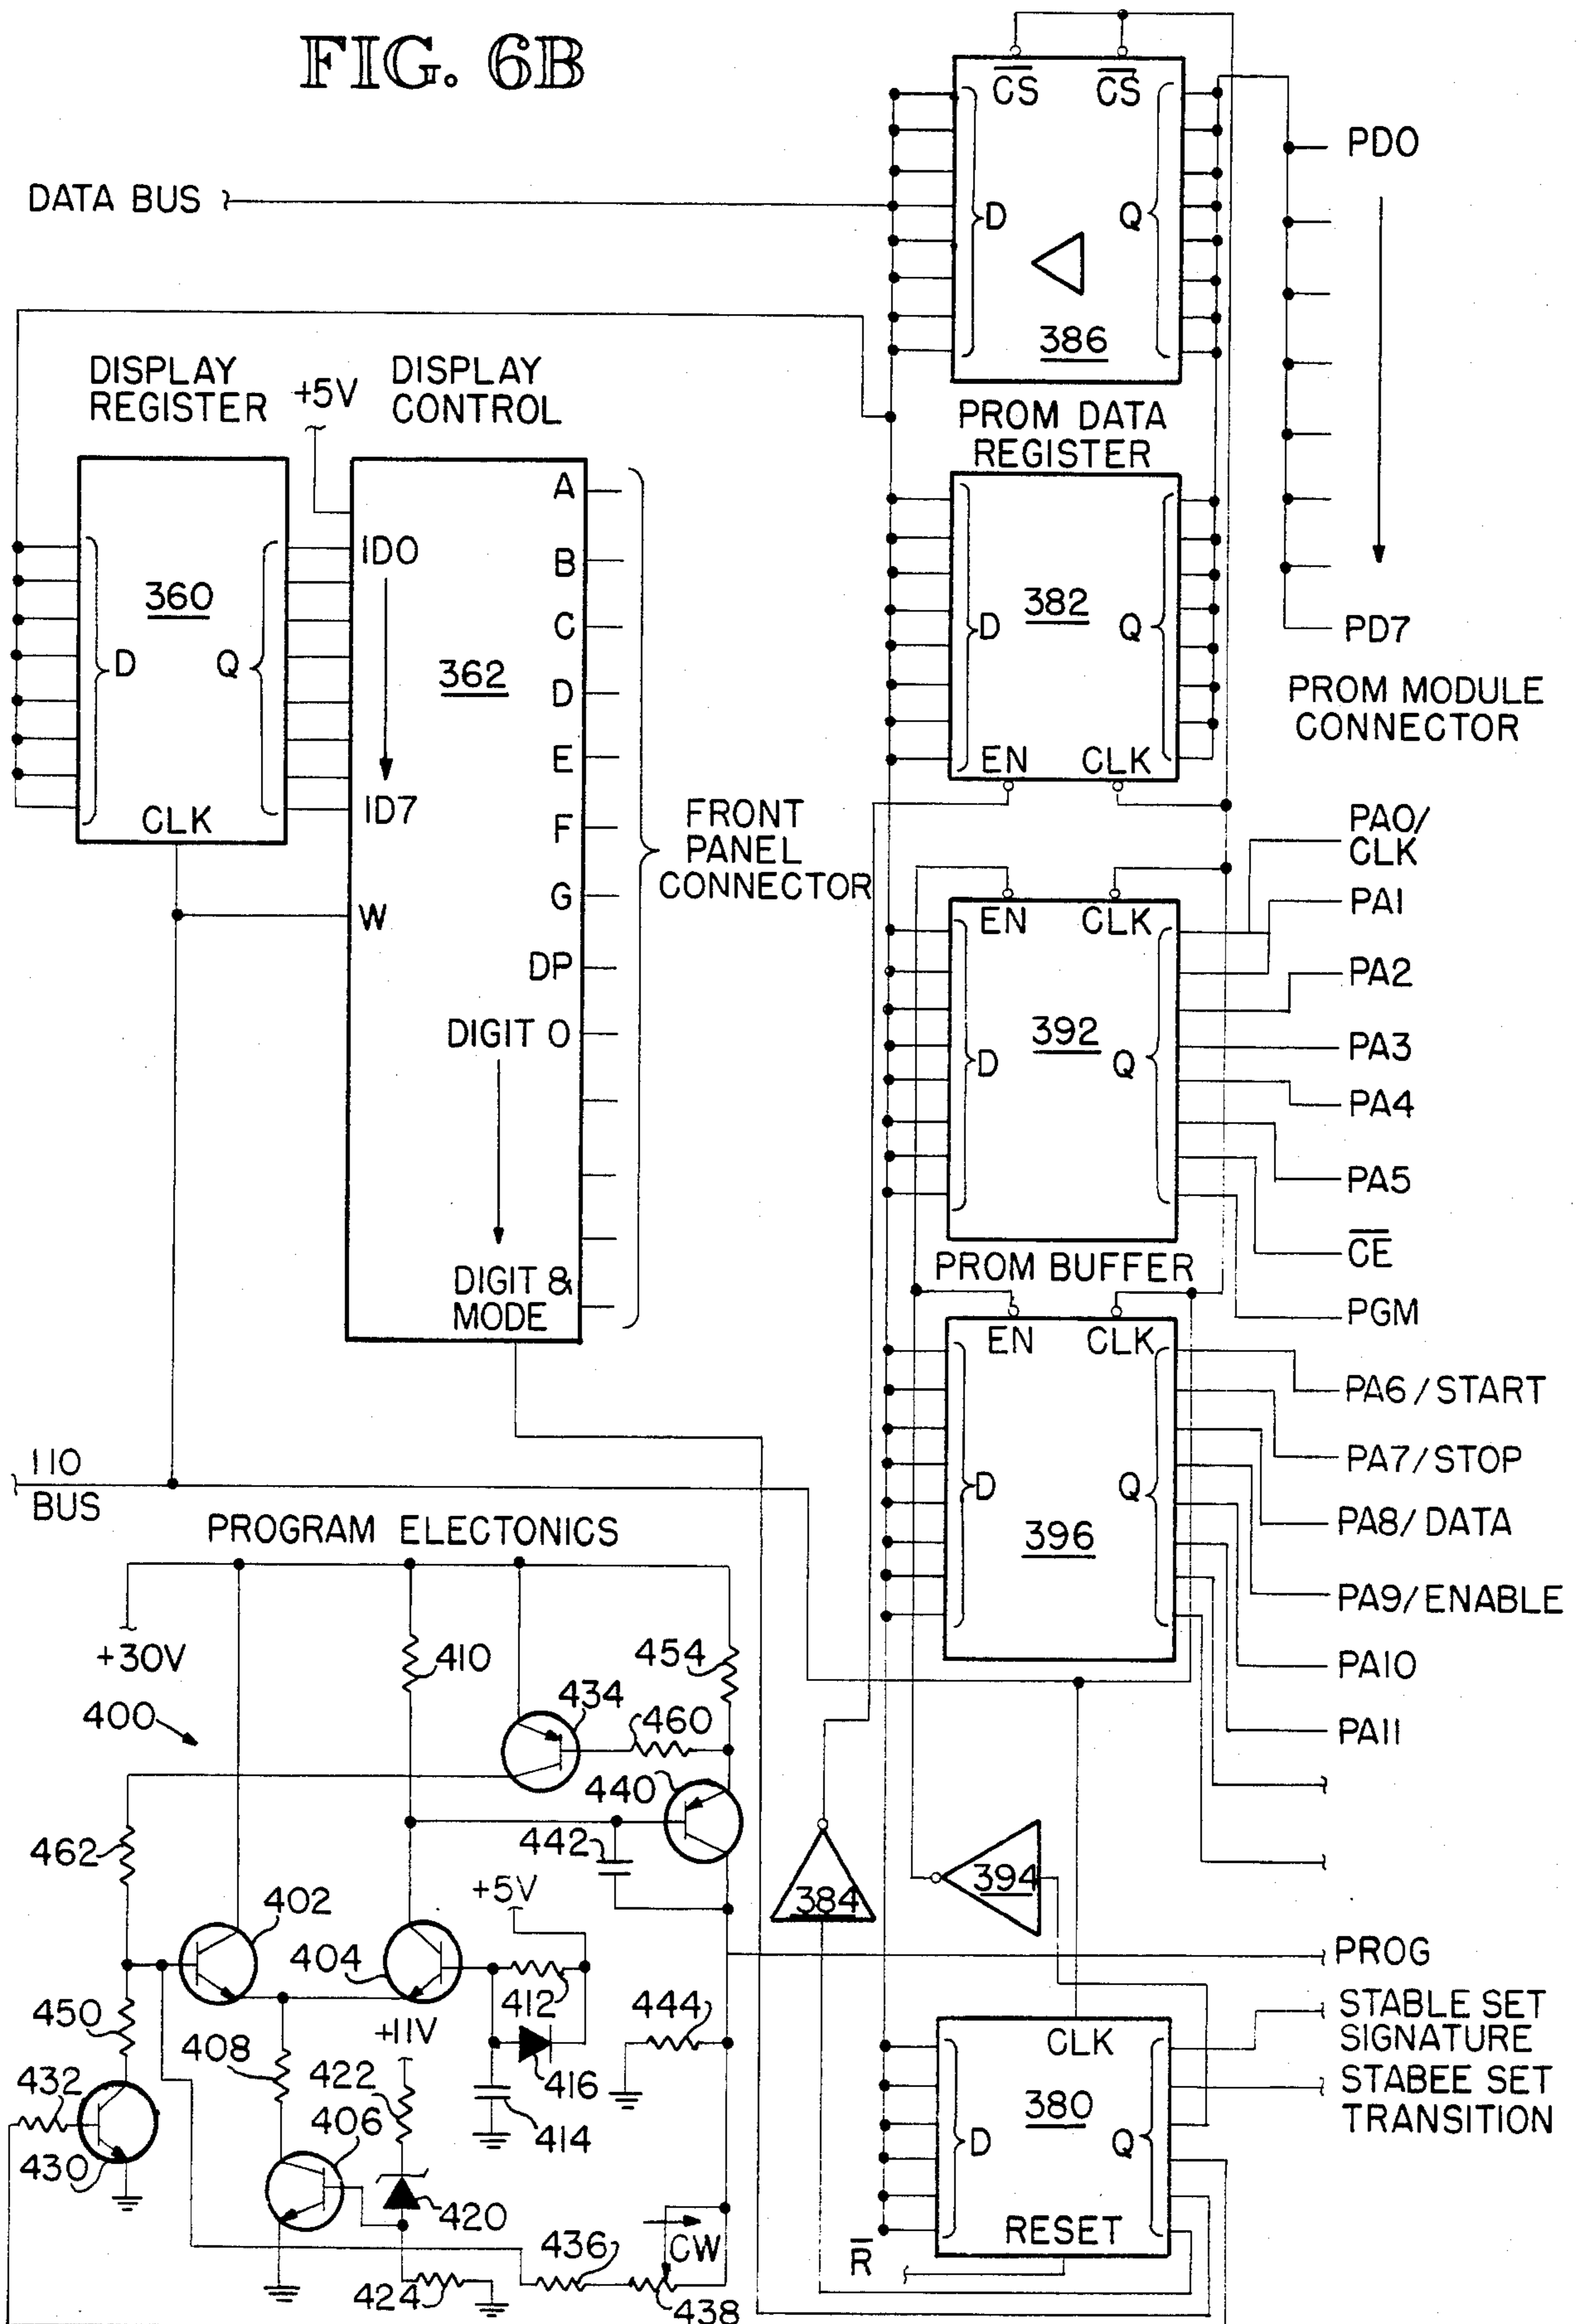 FIG. 6B
DATA BUS
CS CS
D Q
386
PD0
PD7
PROM MODULE
CONNECTOR
PROM DATA
REGISTER
D 382 Q
EN CLK
DISPLAY
REGISTER
+5V
DISPLAY
CONTROL
360
D Q
CLK
ID0
ID7
W
362
A
B
C
D
E
F
G
DP
DIGIT 0
DIGIT 8
MODE
FRONT
PANEL
CONNECTOR
EN CLK
D 392 Q
PROM BUFFER
PA0/
CLK
PA1
PA2
PA3
PA4
PA5
CE
PGM
EN CLK
D Q
396
PA6/START
PA7/STOP
PA8/DATA
PA9/ENABLE
PA10
PA11
110
BUS
PROGRAM ELECTONICS
+30V
400
410
454
434
460
440
462
442
402
404
+5V
412
450
408
+11V
422
416
444
414
432
406
430
420
436
CW
424
438
384
394
PROG
STABLE SET
SIGNATURE
STABEE SET
TRANSITION
CLK
380
D Q
RESET
R